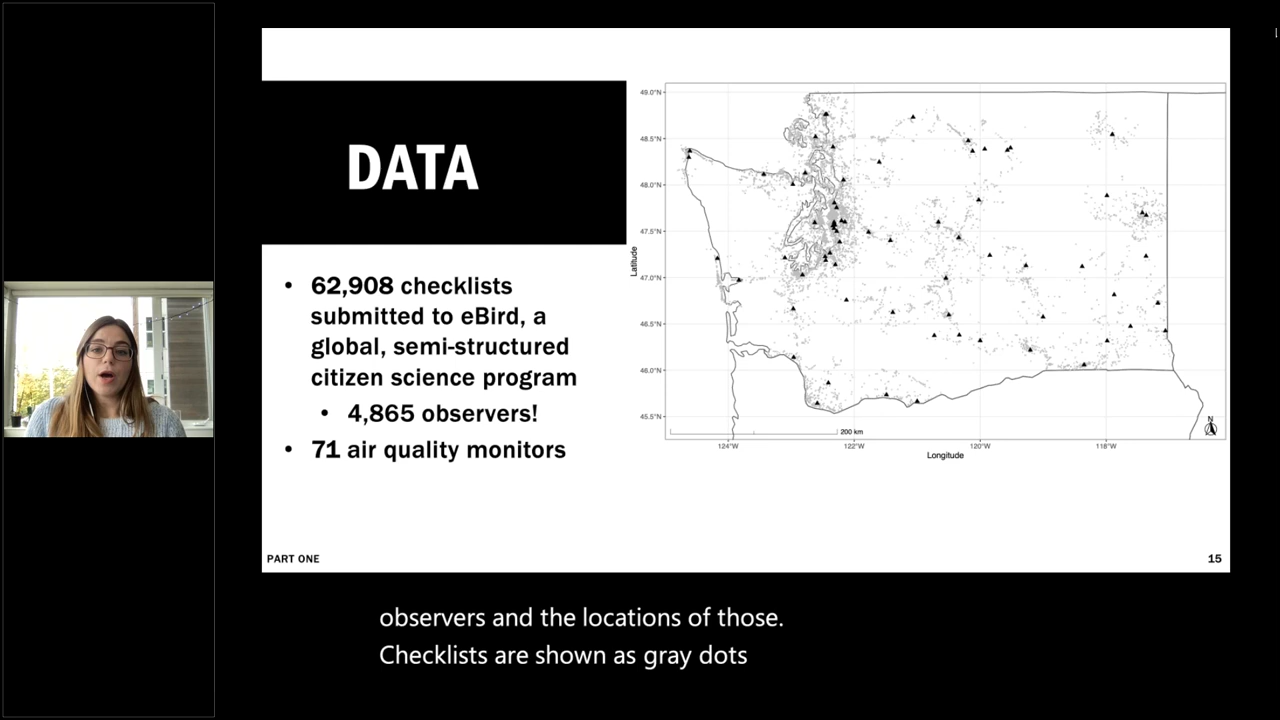 DATA
• 62,908 checklists
submitted to eBird, a
global, semi-structured
citizen science program
• 4,865 observers!
• 71 air quality monitors
49.0°N
48.5°N
48.0°N
47.5°N
47.0°N
46.5°N
46.0°N
45.5°N
Latitude
200 km
N
124°W
122°W
120°W
118°W
Longitude
PART ONE
15
observers and the locations of those.
Checklists are shown as gray dots